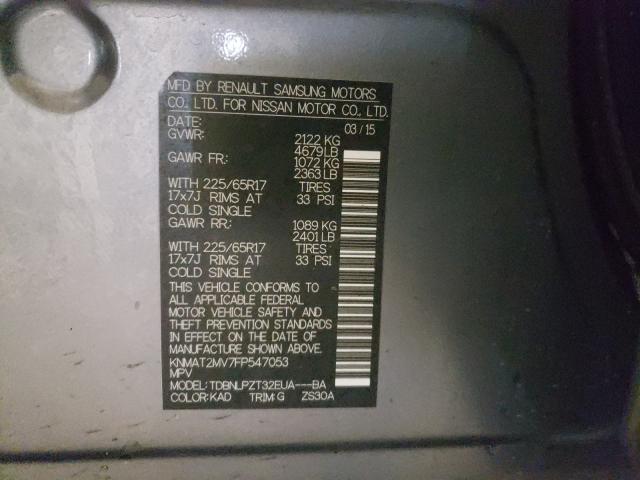 MFD BY RENAULT SAMSUNG MOTORS
CO. LTD. FOR NISSAN MOTOR CO., LTD.
DATE: 03/15
GVWR: 2122 KG
4679LB
GAWR FR: 1072 KG
2363LB
WITH 225/65R17 TIRES
17x7J RIMS AT 33 PSI
COLD SINGLE
GAWR RR: 1089 KG
2401 LB
WITH 225/65R17 TIRES
17x7J RIMS AT 33 PSI
COLD SINGLE
THIS VEHICLE CONFORMS TO
ALL APPLICABLE FEDERAL
MOTOR VEHICLE SAFETY AND
THEFT PREVENTION STANDARDS
IN EFFECT ON THE DATE OF
MANUFACTURE SHOWN ABOVE
KNMAT2MV7FP547053
MPV
MODEL: TDBNLPZT32EUA---BA
COLOR: KAD TRIM: G ZS30A